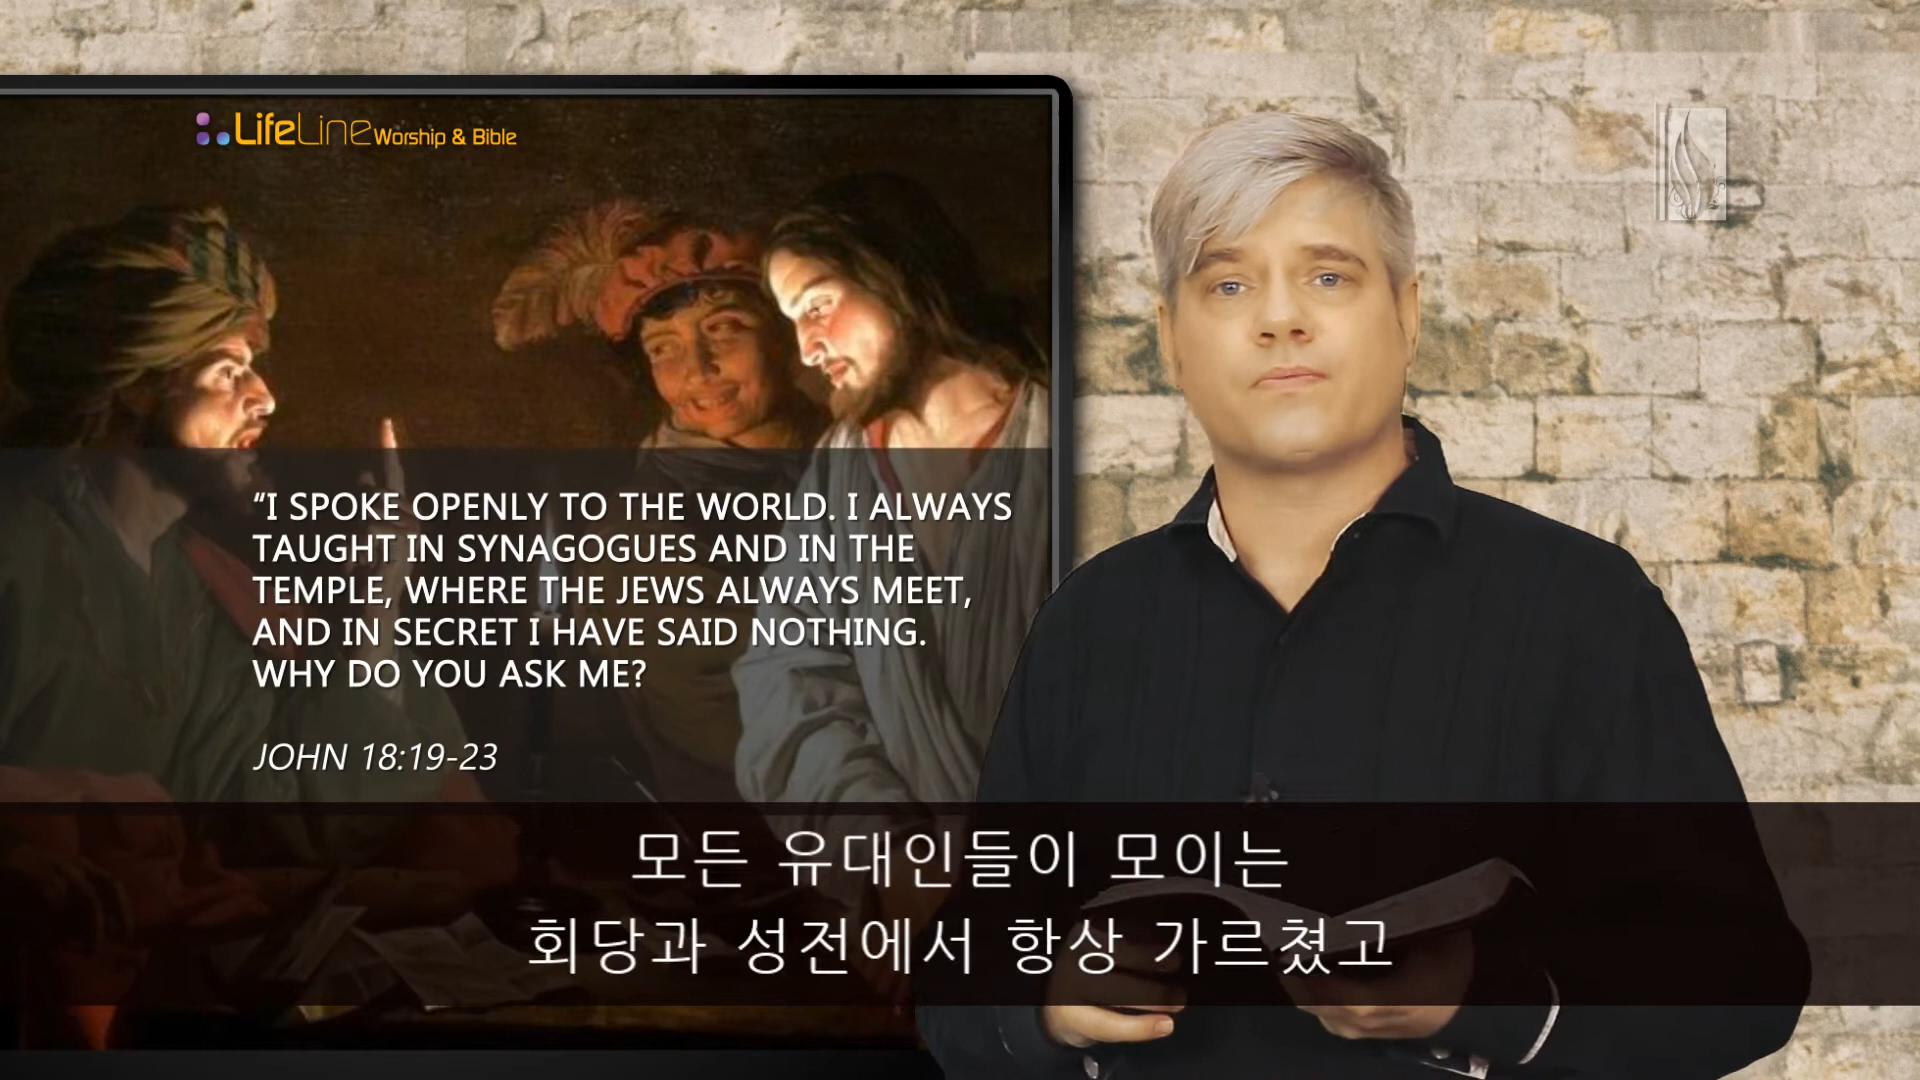 LifeLine Worship & Bible
“I SPOKE OPENLY TO THE WORLD. I ALWAYS
TAUGHT IN SYNAGOGUES AND IN THE
TEMPLE, WHERE THE JEWS ALWAYS MEET,
AND IN SECRET I HAVE SAID NOTHING.
WHY DO YOU ASK ME?
JOHN 18:19-23
모든 유대인들이 모이는
회당과 성전에서 항상 가르쳤고